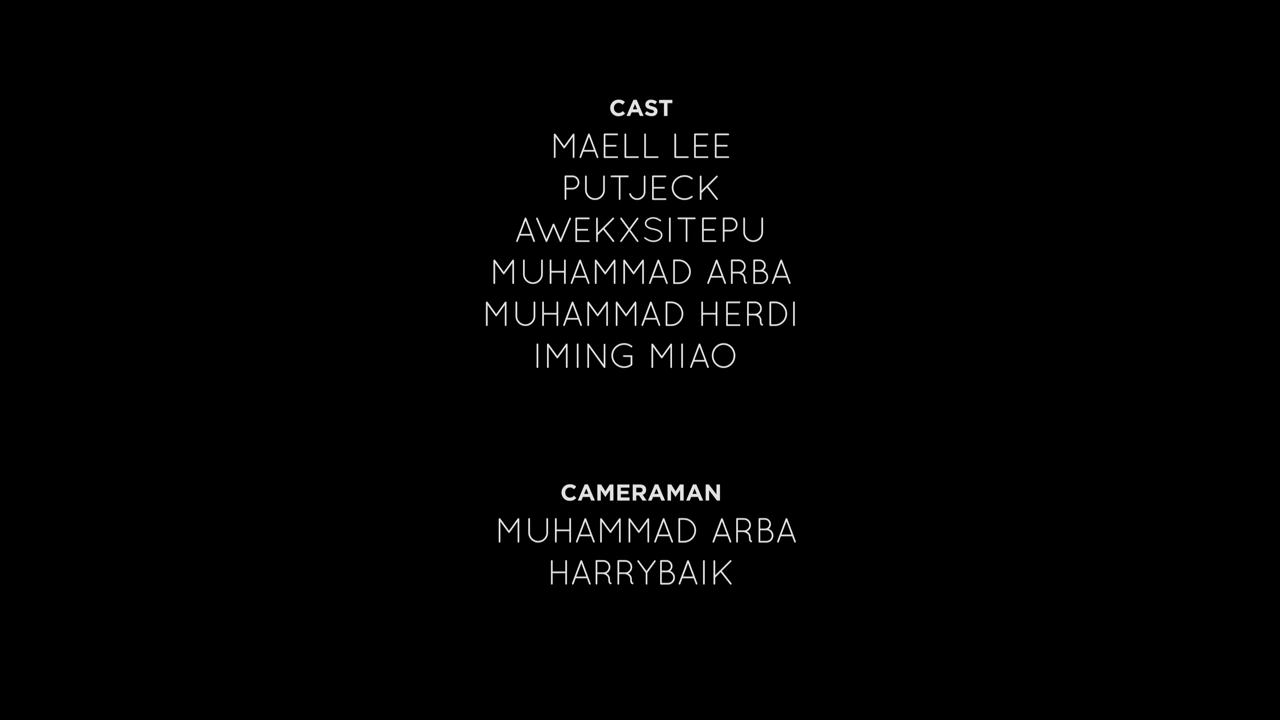 CAST
MAELL LEE
PUTJECK
AWEKXSITEPU
MUHAMMAD ARBA
MUHAMMAD HERDI
IMING MIAO
CAMERAMAN
MUHAMMAD ARBA
HARRYBAIK